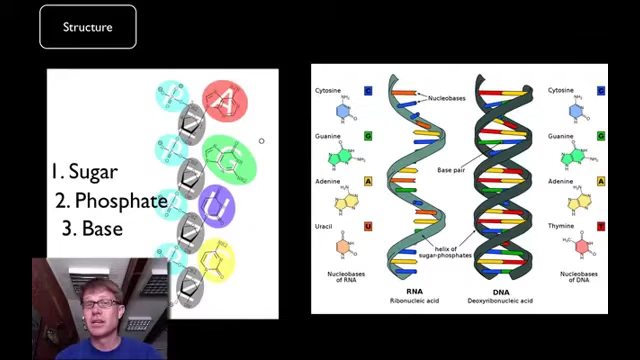 Structure
1. Sugar
2. Phosphate
3. Base
A
G
U
C
Cytosine
C
Guanine
G
Adenine
A
Uracil
U
Nucleobases
of RNA
Nucleobases
Base pair
helix of
sugar-phosphates
RNA
Ribonucleic acid
DNA
Deoxyribonucleic acid
Cytosine
C
Guanine
G
Adenine
A
Thymine
T
Nucleobases
of DNA